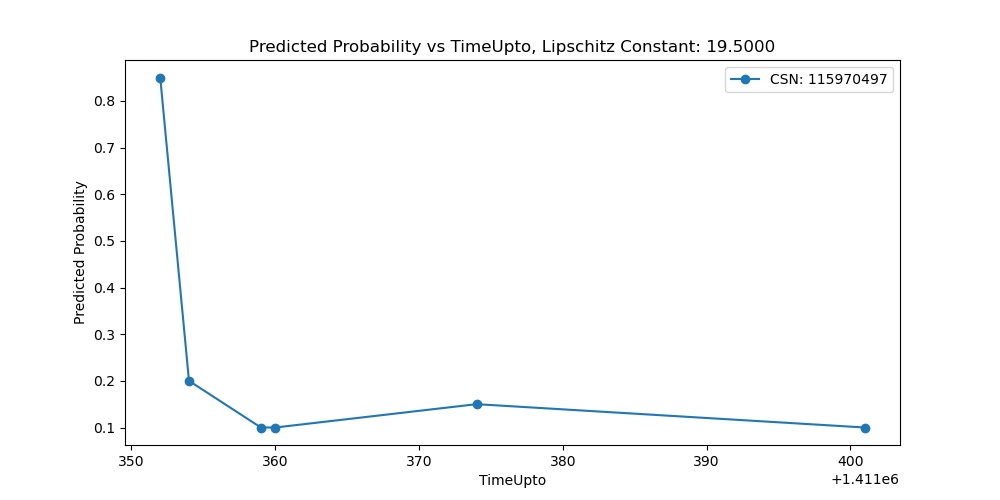 Predicted Probability vs TimeUpto, Lipschitz Constant: 19.5000
CSN: 115970497
Predicted Probability
0.8
0.7
0.6
0.5
0.4
0.3
0.2
0.1
350 360 370 380 390 400
TimeUpto
+1.411e6